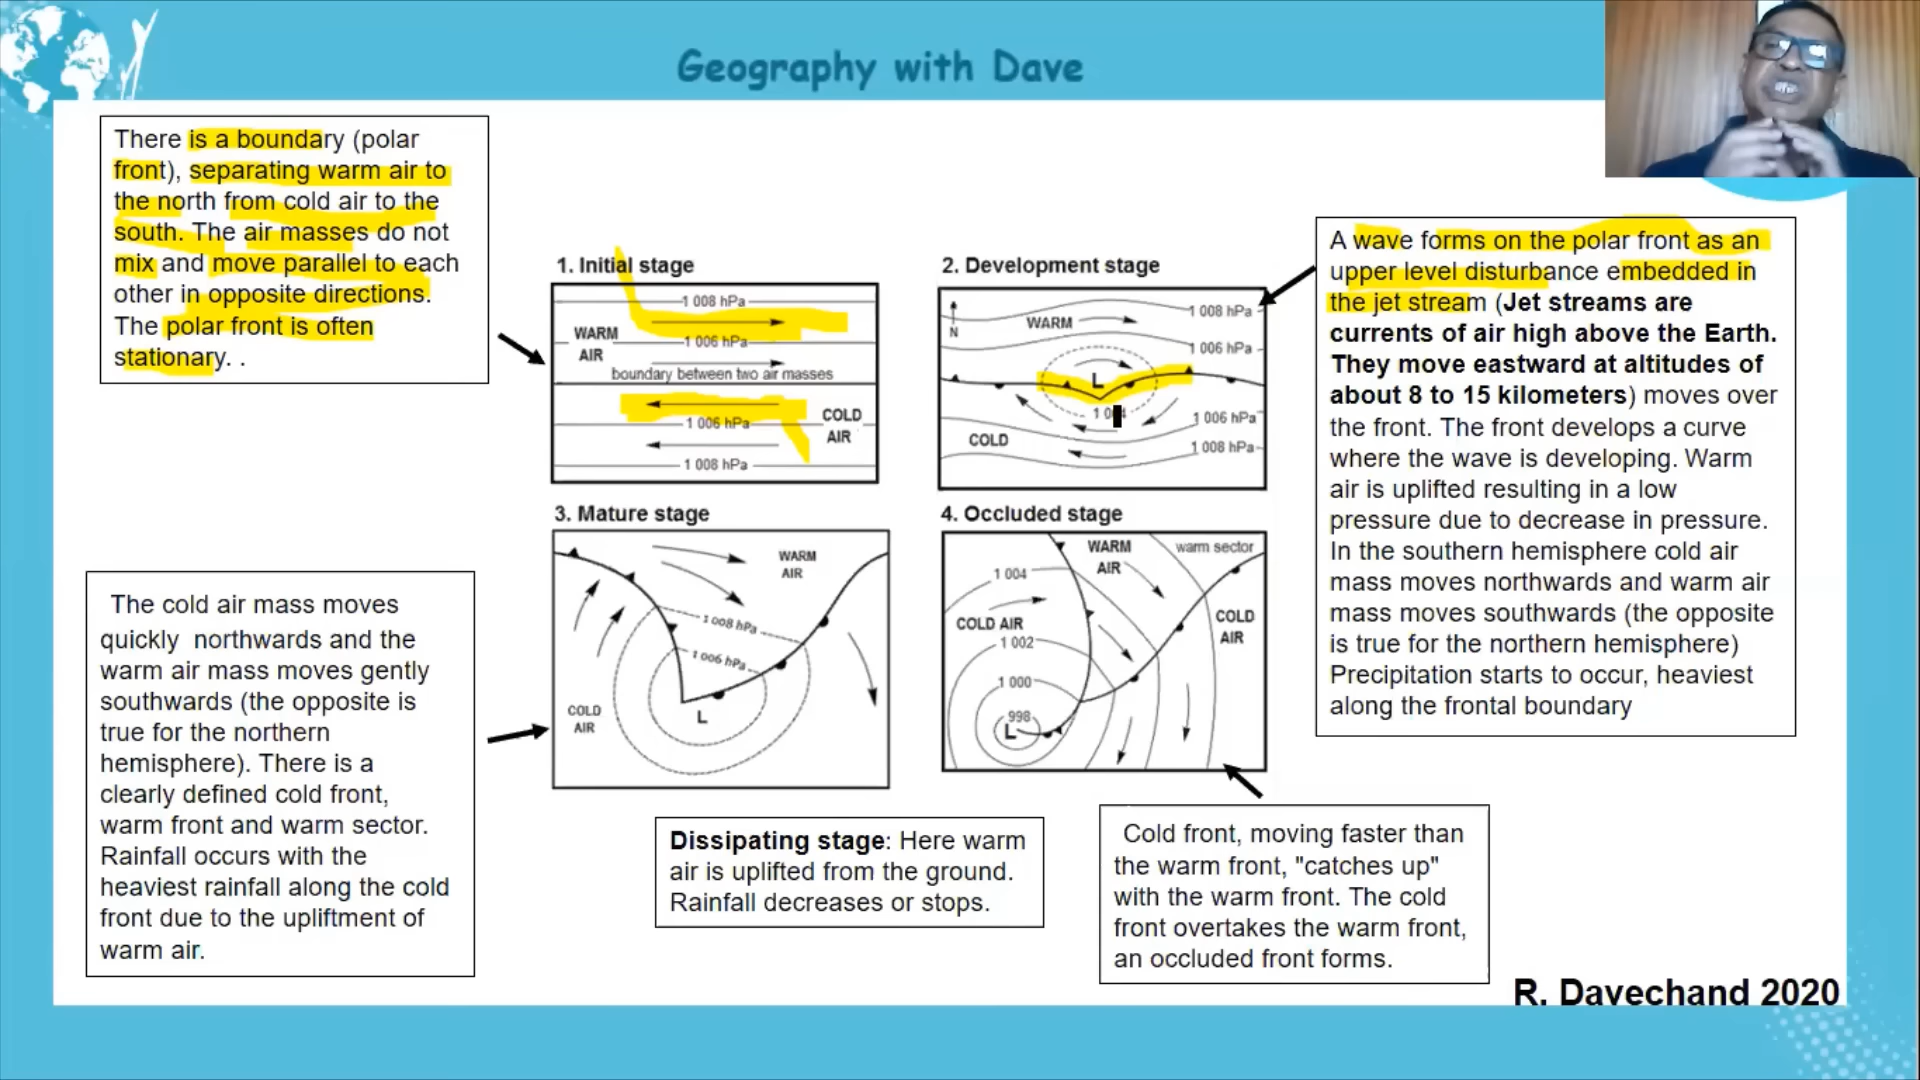 Geography with Dave
There is a boundary (polar
front), separating warm air to
the north from cold air to the
south. The air masses do not
mix and move parallel to each
other in opposite directions.
The polar front is often
stationary. .
1. Initial stage
1 008 hPa
WARM
AIR
1 006 hPa
boundary between two air masses
COLD
AIR
1 006 hPa
1 008 hPa
2. Development stage
N
WARM
1 008 hPa
1 006 hPa
L
1 006 hPa
COLD
1 008 hPa
A wave forms on the polar front as an
upper level disturbance embedded in
the jet stream (Jet streams are
currents of air high above the Earth.
They move eastward at altitudes of
about 8 to 15 kilometers) moves over
the front. The front develops a curve
where the wave is developing. Warm
air is uplifted resulting in a low
pressure due to decrease in pressure.
In the southern hemisphere cold air
mass moves northwards and warm air
mass moves southwards (the opposite
is true for the northern hemisphere)
Precipitation starts to occur, heaviest
along the frontal boundary
The cold air mass moves
quickly northwards and the
warm air mass moves gently
southwards (the opposite is
true for the northern
hemisphere). There is a
clearly defined cold front,
warm front and warm sector.
Rainfall occurs with the
heaviest rainfall along the cold
front due to the upliftment of
warm air.
3. Mature stage
WARM
AIR
1 008 hPa
1 006 hPa
COLD
AIR
L
4. Occluded stage
WARM
AIR
warm sector
1 004
COLD AIR
COLD
AIR
1 002
1 000
998
L
Dissipating stage: Here warm
air is uplifted from the ground.
Rainfall decreases or stops.
Cold front, moving faster than
the warm front, "catches up"
with the warm front. The cold
front overtakes the warm front,
an occluded front forms.
R. Davechand 2020